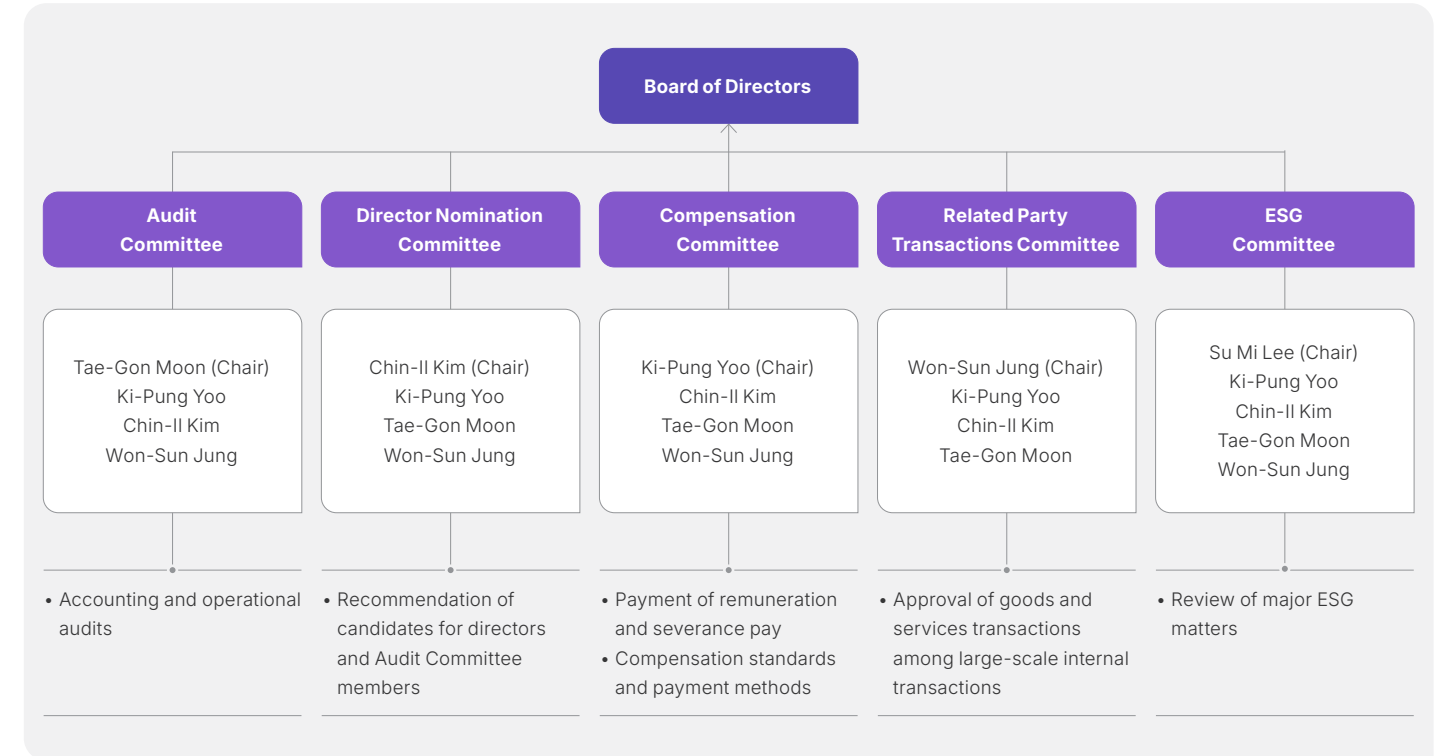 Board of Directors
Audit
Committee
Director Nomination
Committee
Compensation
Committee
Related Party
Transactions Committee
ESG
Committee
Tae-Gon Moon (Chair)
Ki-Pung Yoo
Chin-Il Kim
Won-Sun Jung
Chin-Il Kim (Chair)
Ki-Pung Yoo
Tae-Gon Moon
Won-Sun Jung
Ki-Pung Yoo (Chair)
Chin-Il Kim
Tae-Gon Moon
Won-Sun Jung
Won-Sun Jung (Chair)
Ki-Pung Yoo
Chin-Il Kim
Tae-Gon Moon
Su Mi Lee (Chair)
Ki-Pung Yoo
Chin-Il Kim
Tae-Gon Moon
Won-Sun Jung
• Accounting and operational
audits
• Recommendation of
candidates for directors
and Audit Committee
members
• Payment of remuneration
and severance pay
• Compensation standards
and payment methods
• Approval of goods and
services transactions
among large-scale internal
transactions
• Review of major ESG
matters